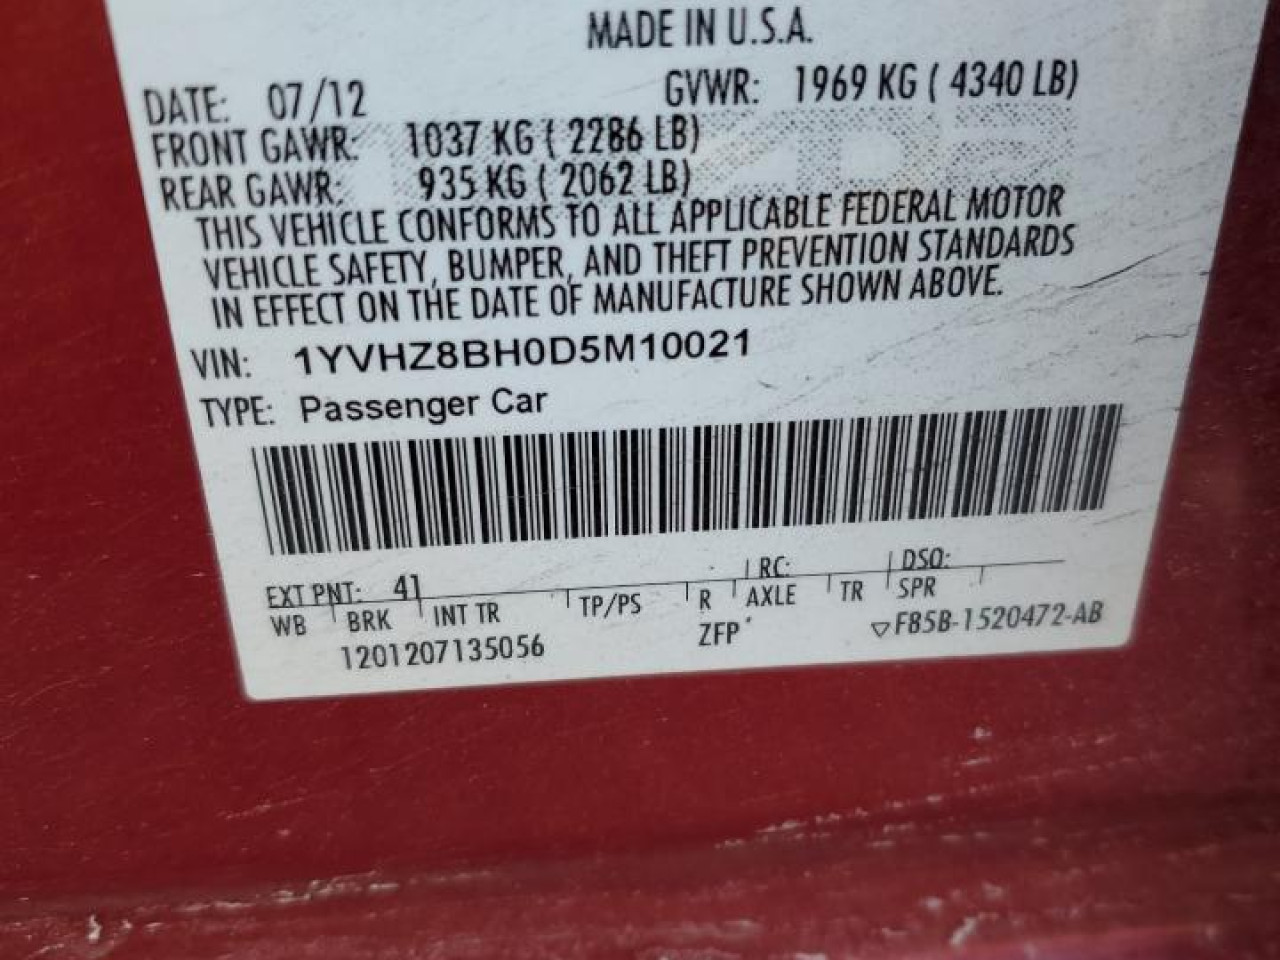 MADE IN U.S.A.
DATE: 07/12 GVWR: 1969 KG ( 4340 LB)
FRONT GAWR: 1037 KG ( 2286 LB)
REAR GAWR: 935 KG ( 2062 LB)
THIS VEHICLE CONFORMS TO ALL APPLICABLE FEDERAL MOTOR
VEHICLE SAFETY, BUMPER, AND THEFT PREVENTION STANDARDS
IN EFFECT ON THE DATE OF MANUFACTURE SHOWN ABOVE.
VIN: 1YVHZ8BH0D5M10021
TYPE: Passenger Car
EXT PNT: 41 RC: DSO:
WB BRK INT TR TP/PS R AXLE TR SPR
1201207135056 ZFP ▽F85B-1520472-AB